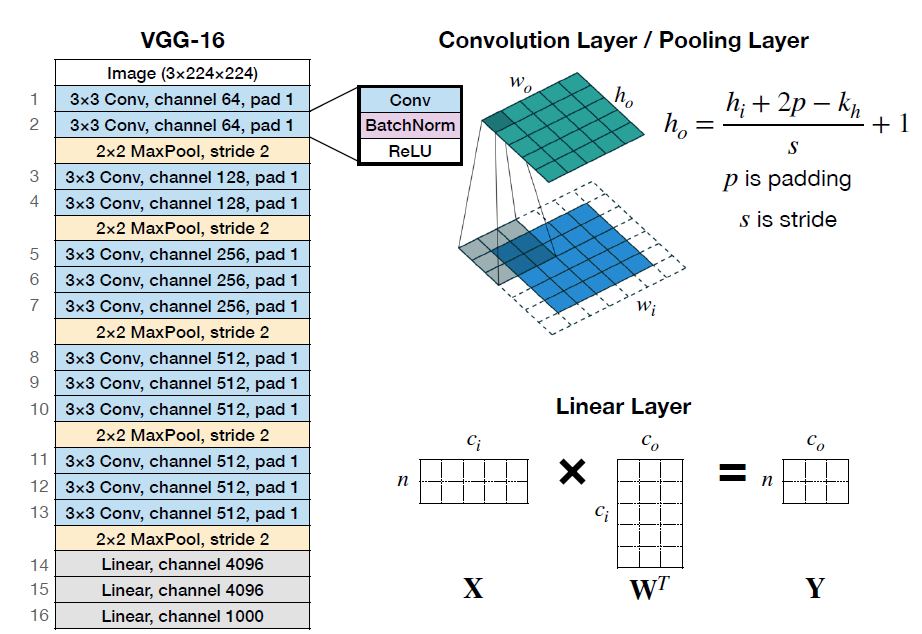 VGG-16
Image (3×224×224)
1 3×3 Conv, channel 64, pad 1
2 3×3 Conv, channel 64, pad 1
2×2 MaxPool, stride 2
3 3×3 Conv, channel 128, pad 1
4 3×3 Conv, channel 128, pad 1
2×2 MaxPool, stride 2
5 3×3 Conv, channel 256, pad 1
6 3×3 Conv, channel 256, pad 1
7 3×3 Conv, channel 256, pad 1
2×2 MaxPool, stride 2
8 3×3 Conv, channel 512, pad 1
9 3×3 Conv, channel 512, pad 1
10 3×3 Conv, channel 512, pad 1
2×2 MaxPool, stride 2
11 3×3 Conv, channel 512, pad 1
12 3×3 Conv, channel 512, pad 1
13 3×3 Conv, channel 512, pad 1
2×2 MaxPool, stride 2
14 Linear, channel 4096
15 Linear, channel 4096
16 Linear, channel 1000
Conv
BatchNorm
ReLU
Convolution Layer / Pooling Layer
w_o
h_o
w_i
h_o = (h_i + 2p − k_h) / s + 1
p is padding
s is stride
Linear Layer
c_i c_o c_o
n × = n
c_i
X W^T Y